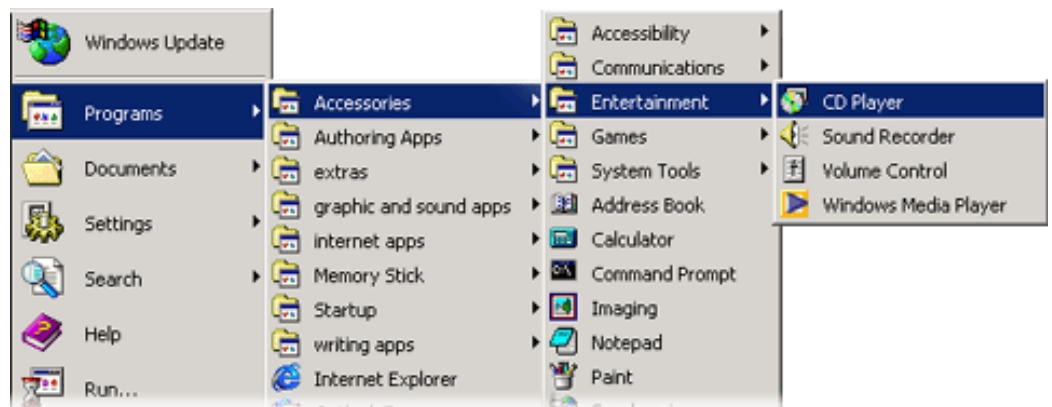 Windows Update
Programs
Documents
Settings
Search
Help
Run...
Accessories
Authoring Apps
extras
graphic and sound apps
internet apps
Memory Stick
Startup
writing apps
Internet Explorer
Accessibility
Communications
Entertainment
Games
System Tools
Address Book
Calculator
Command Prompt
Imaging
Notepad
Paint
CD Player
Sound Recorder
Volume Control
Windows Media Player